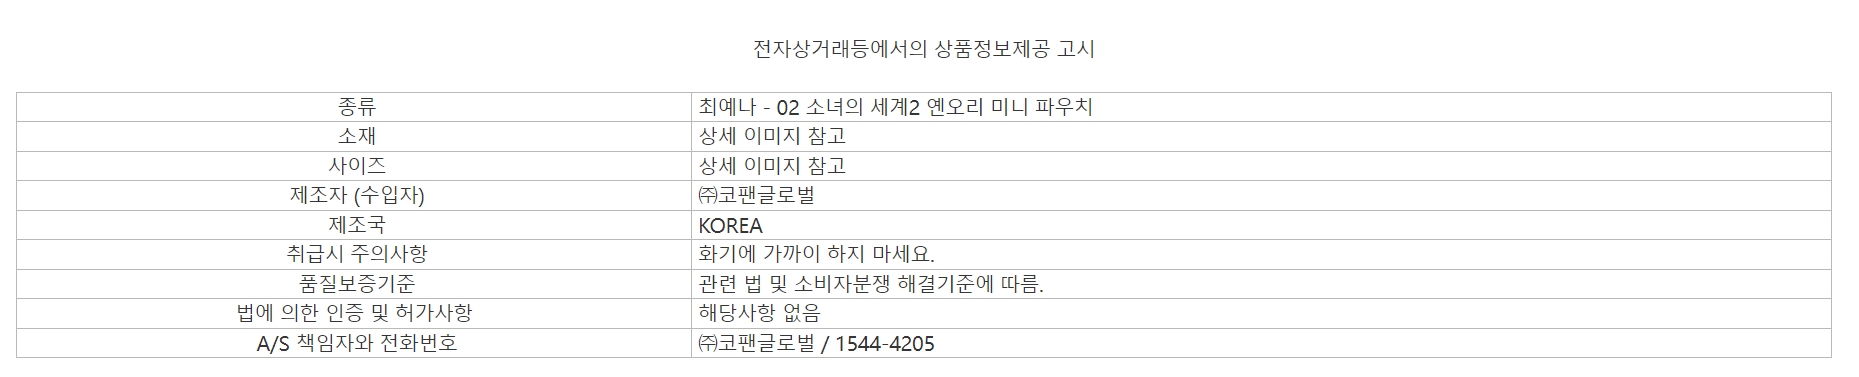 전자상거래등에서의 상품정보제공 고시
종류 최예나 - 02 소녀의 세계2 옌오리 미니 파우치
소재 상세 이미지 참고
사이즈 상세 이미지 참고
제조자 (수입자) ㈜코팬글로벌
제조국 KOREA
취급시 주의사항 화기에 가까이 하지 마세요.
품질보증기준 관련 법 및 소비자분쟁 해결기준에 따름.
법에 의한 인증 및 허가사항 해당사항 없음
A/S 책임자와 전화번호 ㈜코팬글로벌 / 1544-4205